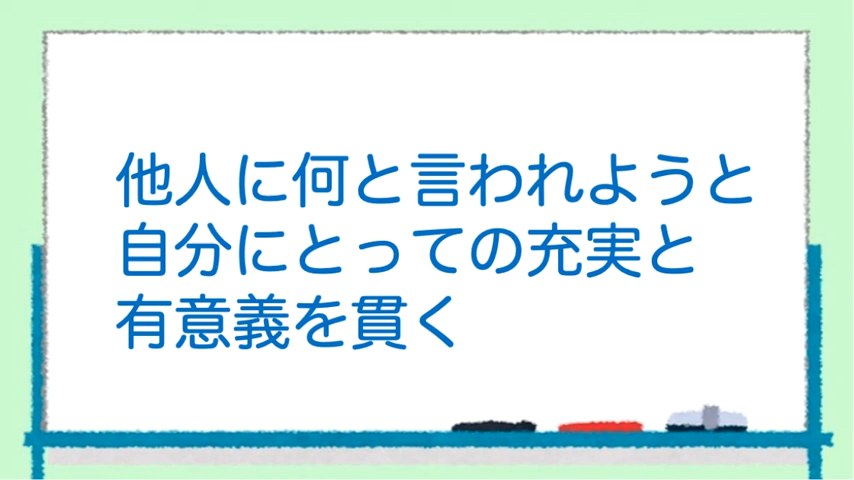 他人に何と言われようと
自分にとっての充実と
有意義を貫く